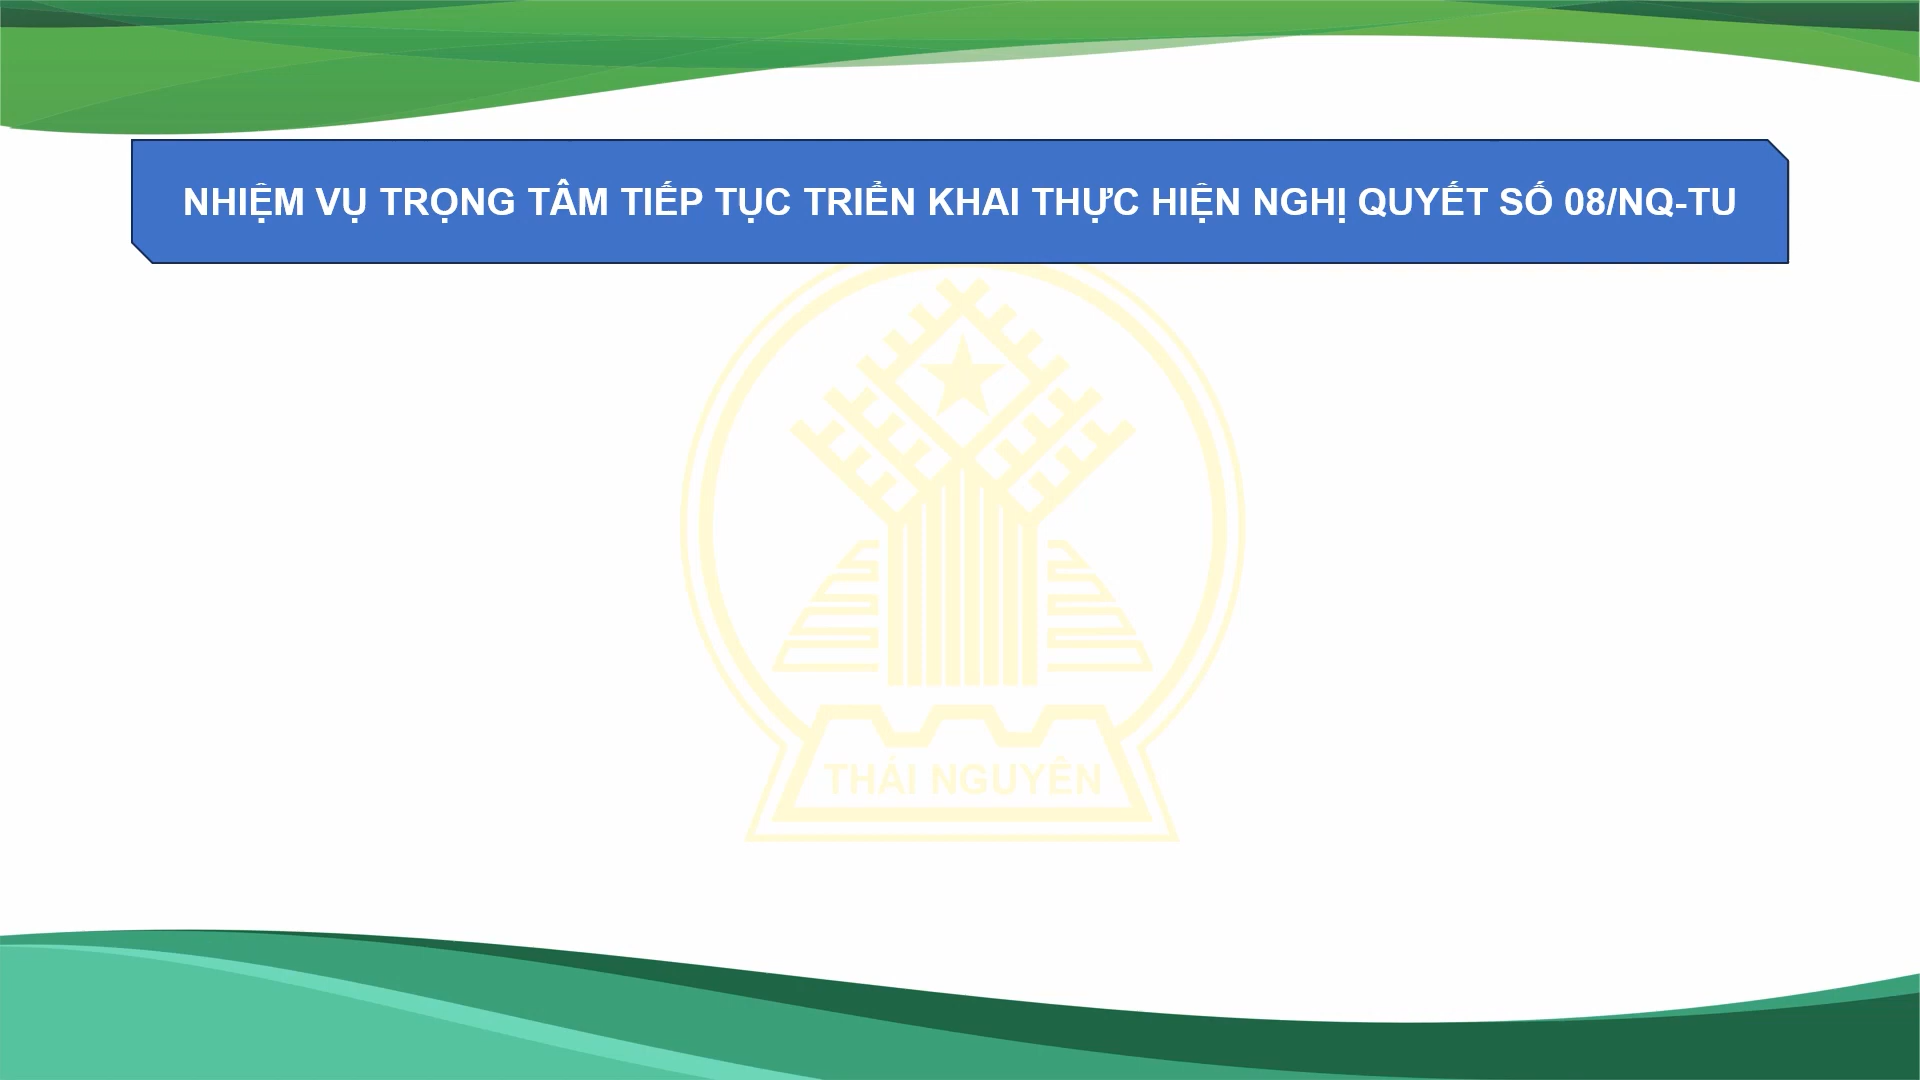 NHIỆM VỤ TRỌNG TÂM TIẾP TỤC TRIỂN KHAI THỰC HIỆN NGHỊ QUYẾT SỐ 08/NQ-TU
THÁI NGUYÊN